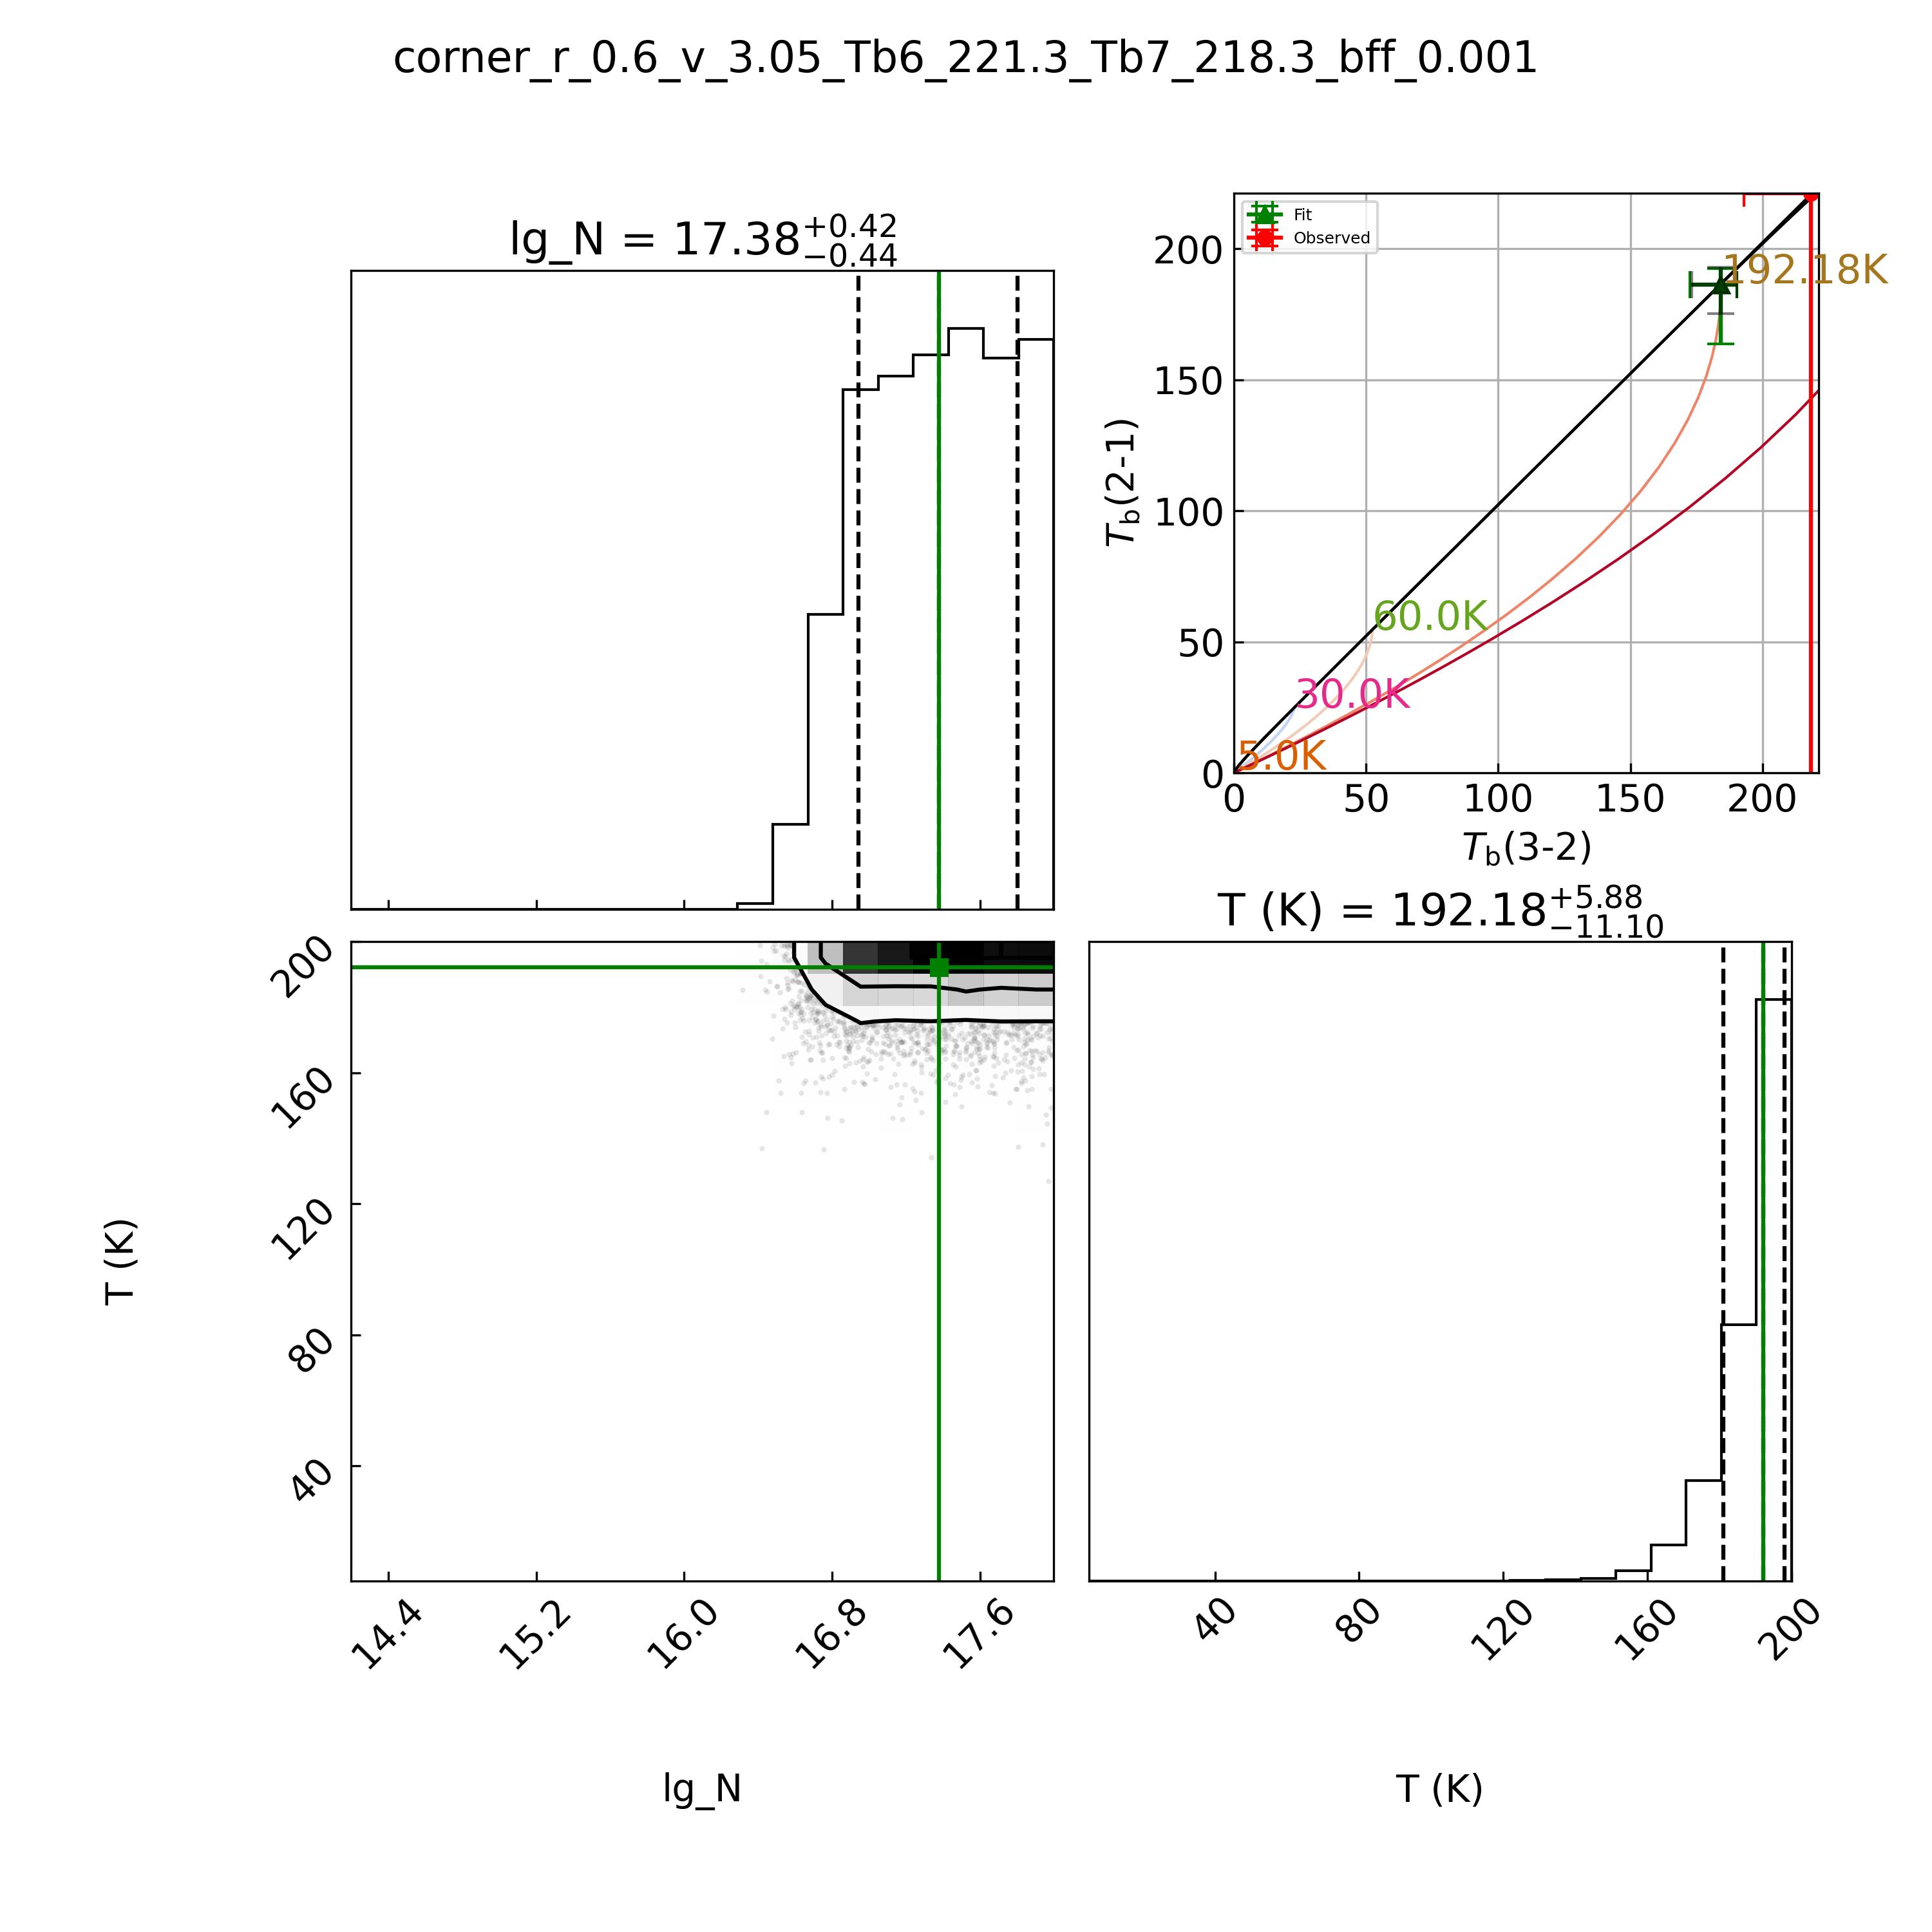 corner_r_0.6_v_3.05_Tb6_221.3_Tb7_218.3_bff_0.001
lg_N = 17.38+0.42−0.44
Fit
Observed
200
150
100
50
0
Tb(2-1)
192.18K
60.0K
30.0K
5.0K
0 50 100 150 200
Tb(3-2)
T (K) = 192.18+5.88−11.10
200
160
120
80
40
T (K)
14.4 15.2 16.0 16.8 17.6
lg_N
40 80 120 160 200
T (K)